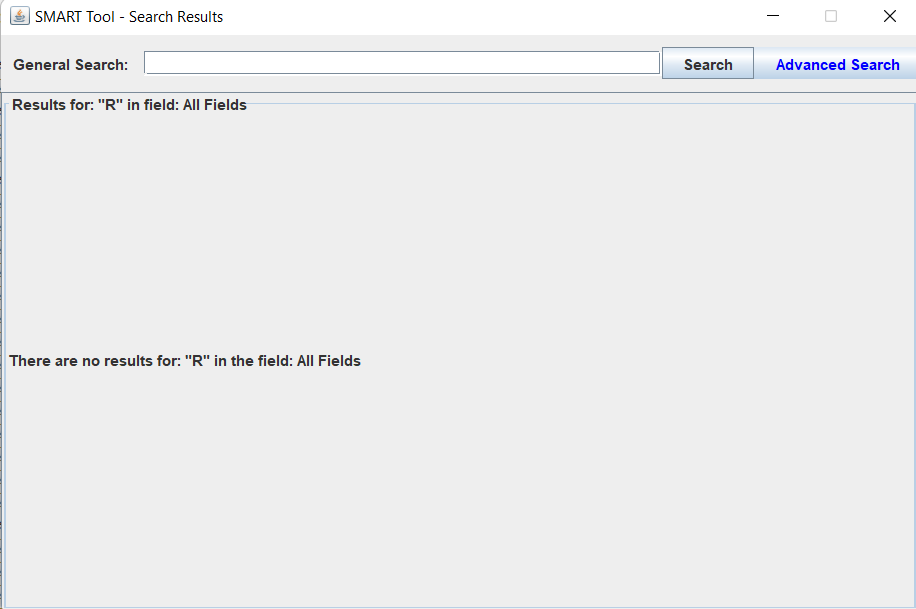 SMART Tool - Search Results
General Search: Search Advanced Search
Results for: "R" in field: All Fields
There are no results for: "R" in the field: All Fields